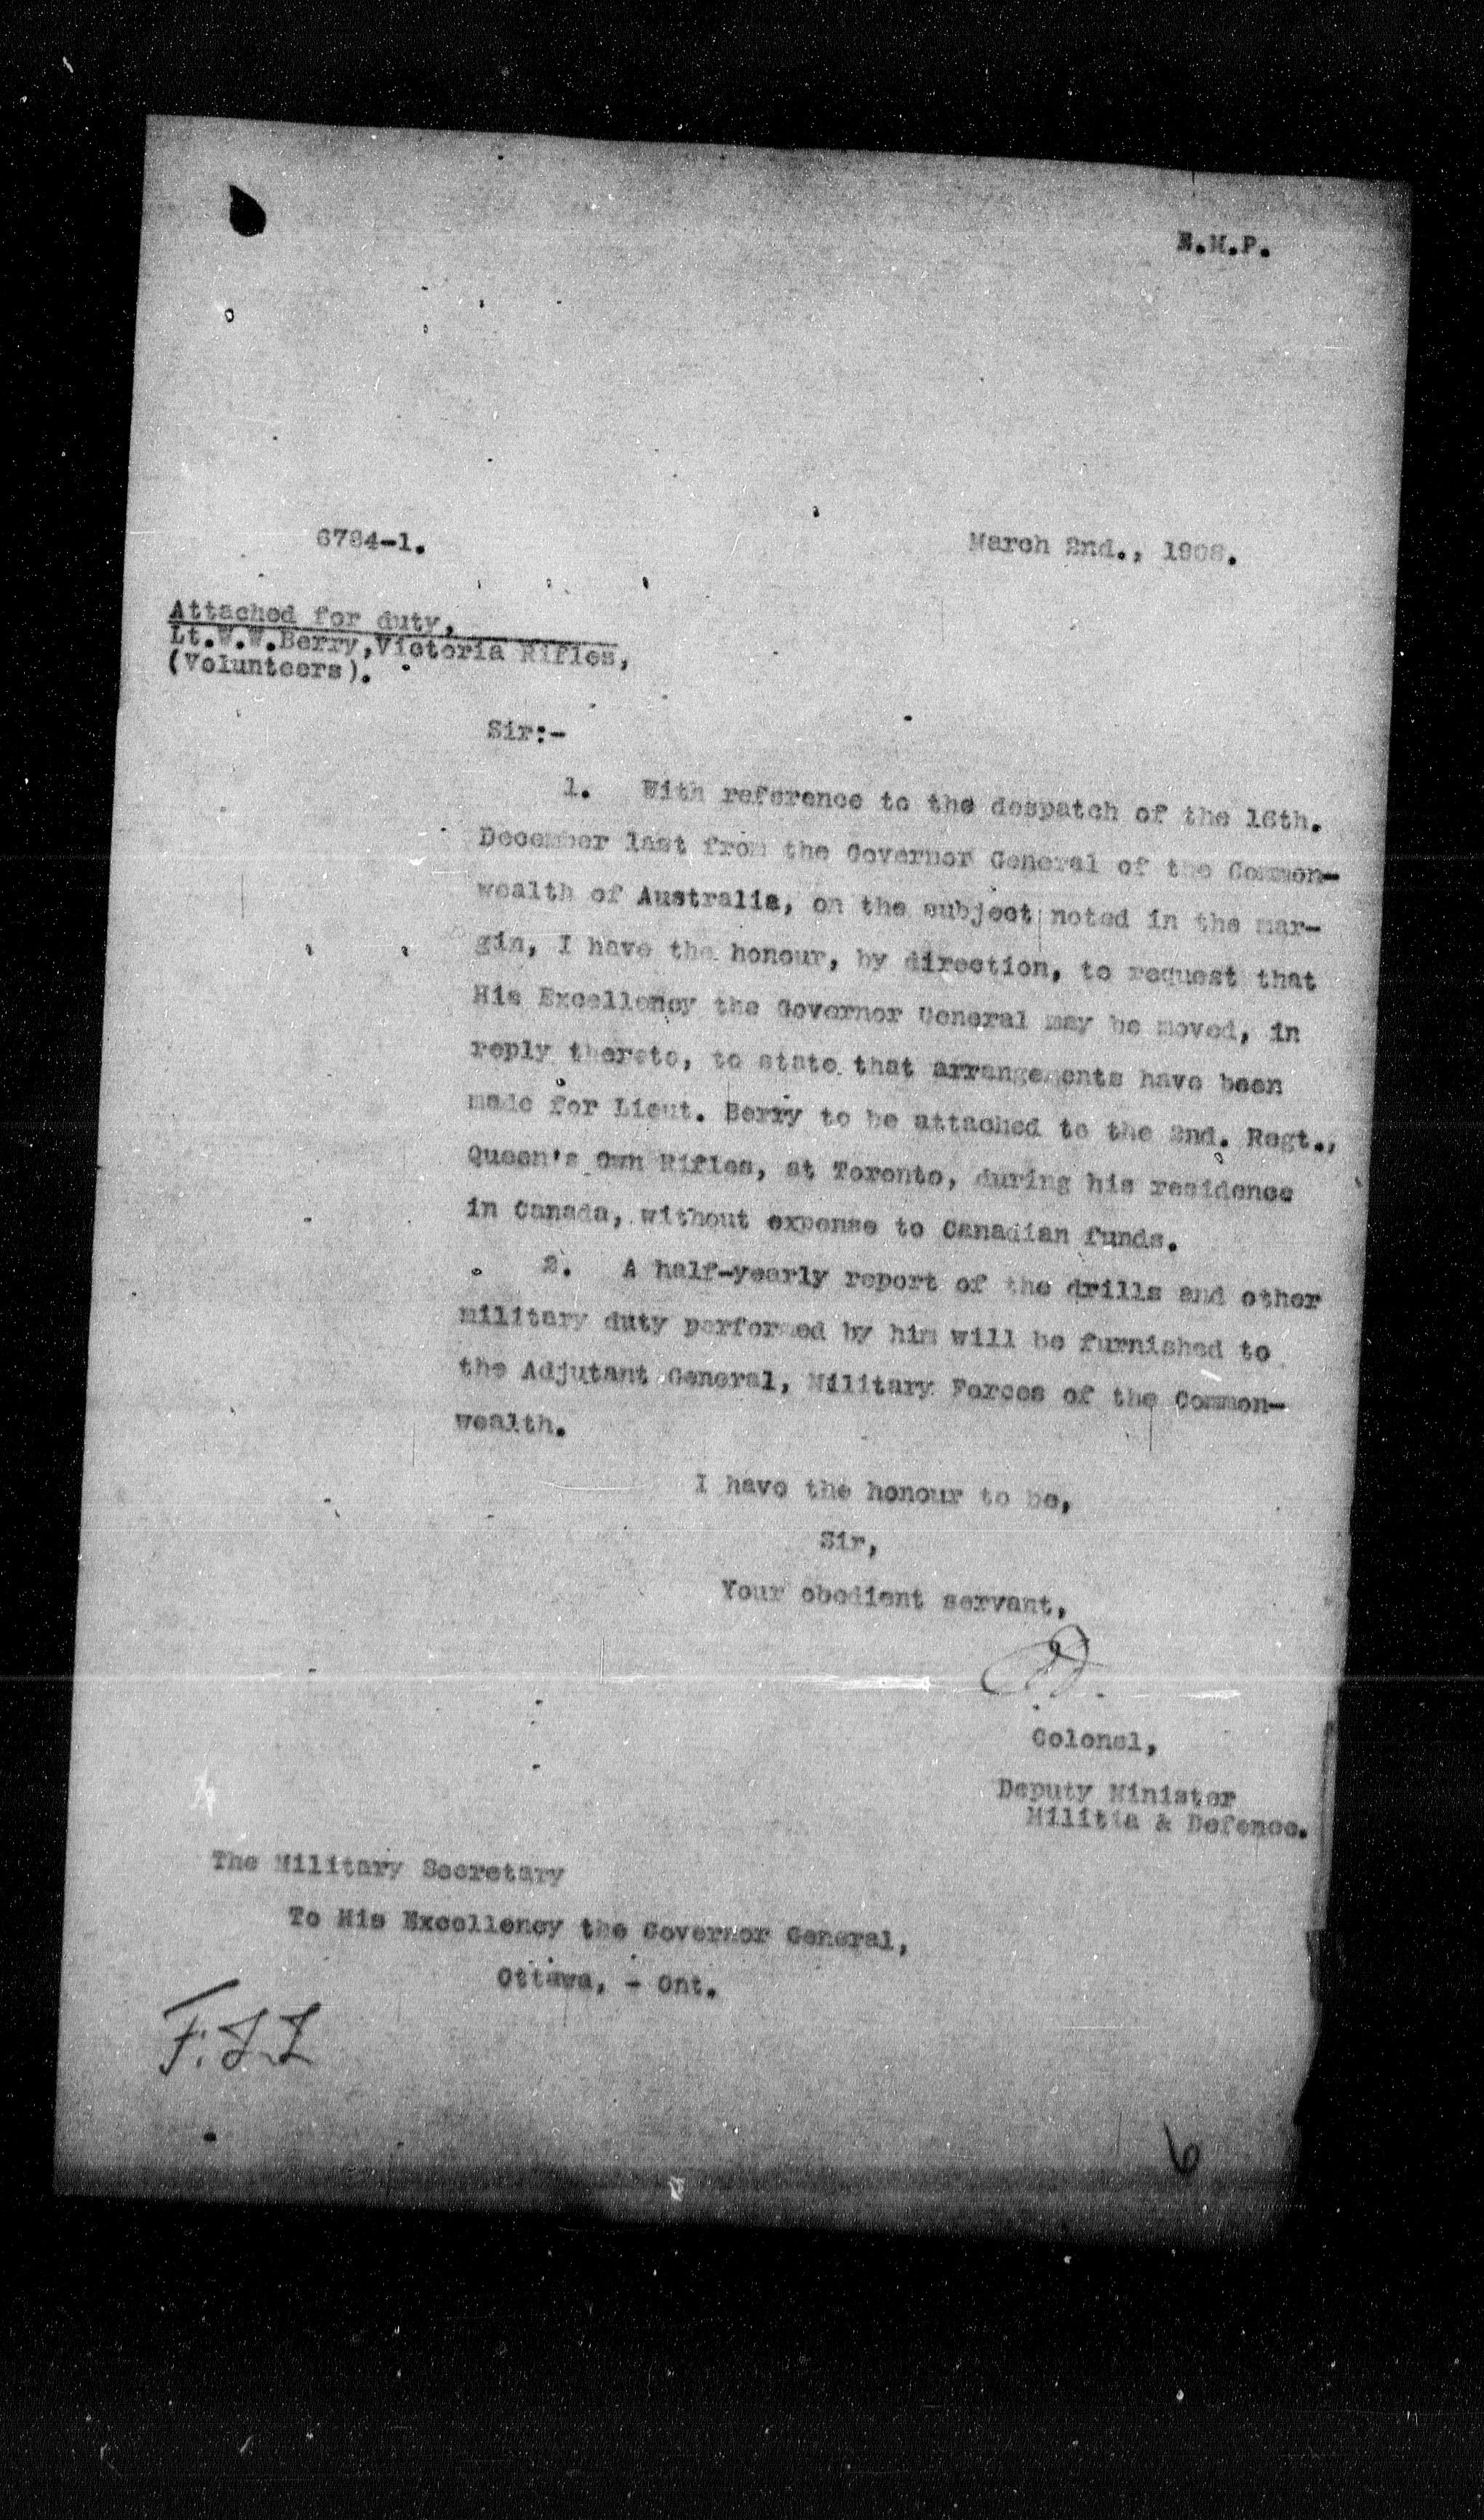 E.M.P.
6784-1.
March 2nd., 1908.
Attached for duty,
Lt.W.W.Berry,Victoria Rifles,
(Volunteers).
Sir:-
1. With reference to the despatch of the 16th.
December last from the Governor General of the Common-
wealth of Australia, on the subject noted in the mar-
gin, I have the honour, by direction, to request that
His Excellency the Governor General may be moved, in
reply thereto, to state that arrangements have been
made for Lieut. Berry to be attached to the 2nd. Regt.,
Queen's Own Rifles, at Toronto, during his residence
in Canada, without expense to Canadian funds.
2. A half-yearly report of the drills and other
military duty performed by him will be furnished to
the Adjutant General, Military Forces of the Common-
wealth.
I have the honour to be,
Sir,
Your obedient servant,
Colonel,
Deputy Minister
Militia & Defence.
The Military Secretary
To His Excellency the Governor General,
Ottawa, - Ont.
6